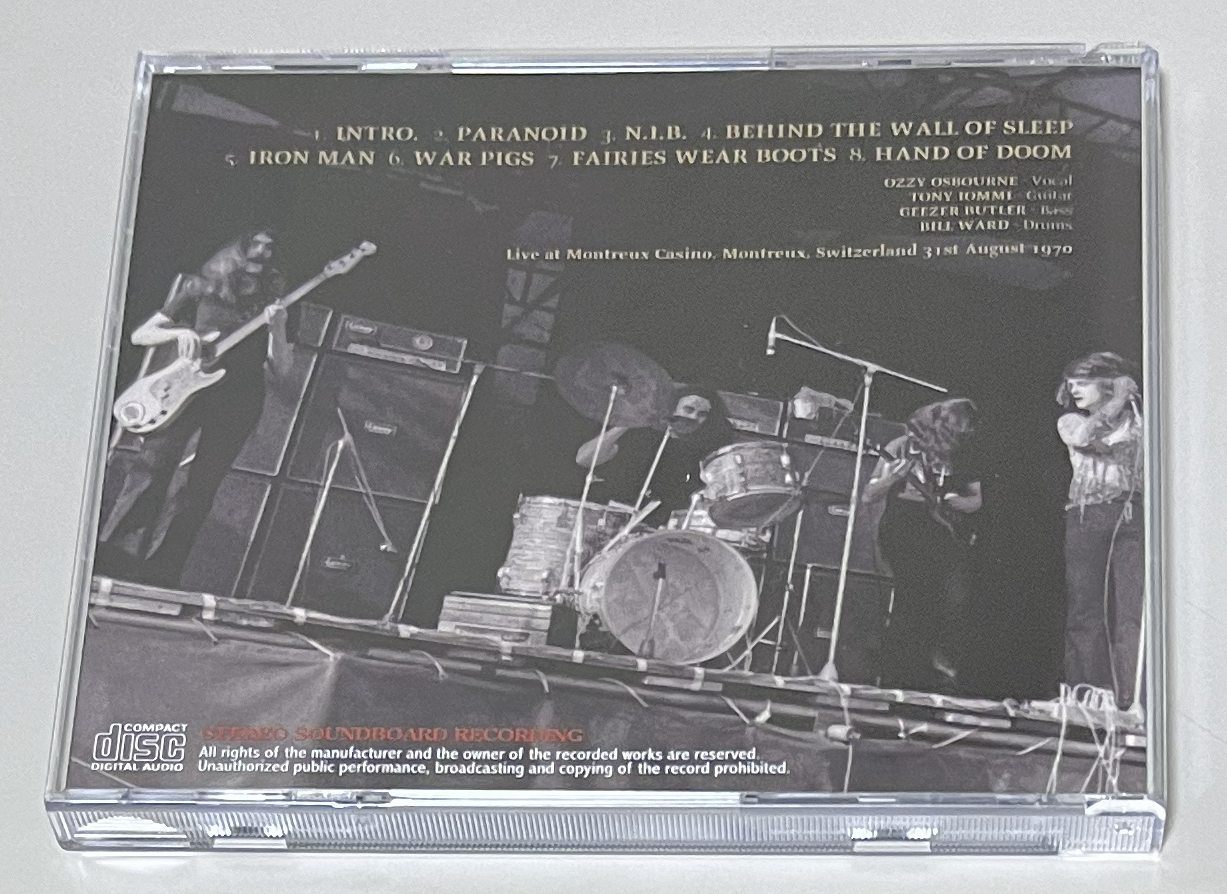 1. INTRO. 2. PARANOID 3. N.I.B. 4. BEHIND THE WALL OF SLEEP
5. IRON MAN 6. WAR PIGS 7. FAIRIES WEAR BOOTS 8. HAND OF DOOM
OZZY OSBOURNE - Vocal
TONY IOMMI - Guitar
GEEZER BUTLER - Bass
BILL WARD - Drums
Live at Montreux Casino, Montreux, Switzerland 31st August 1970
COMPACT
disc
DIGITAL AUDIO
STEREO SOUNDBOARD RECORDING
All rights of the manufacturer and the owner of the recorded works are reserved.
Unauthorized public performance, broadcasting and copying of the record prohibited.